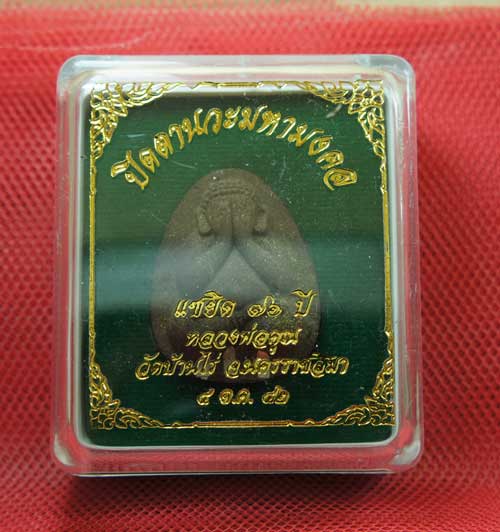 ปิดตานวะมหามงคล
แซยิด ๗๖ ปี
หลวงพ่อคูณ
วัดบ้านไร่ จ.นครราชสีมา
๔ ต.ค. ๔๒